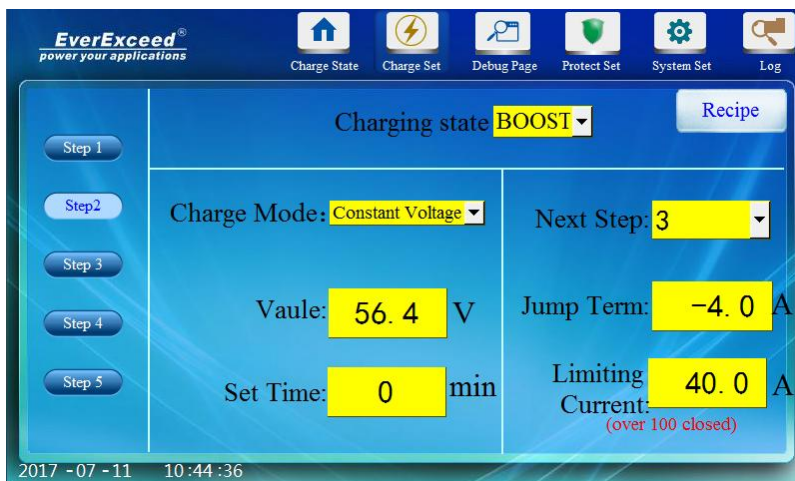 EverExceed®
power your applications
Charge State
Charge Set
Debug Page
Protect Set
System Set
Log
Charging state BOOST
Recipe
Step 1
Step2
Step 3
Step 4
Step 5
Charge Mode: Constant Voltage
Vaule: 56.4 V
Set Time: 0 min
Next Step: 3
Jump Term: -4.0 A
Limiting
Current: 40.0 A
(over 100 closed)
2017-07-11 10:44:36